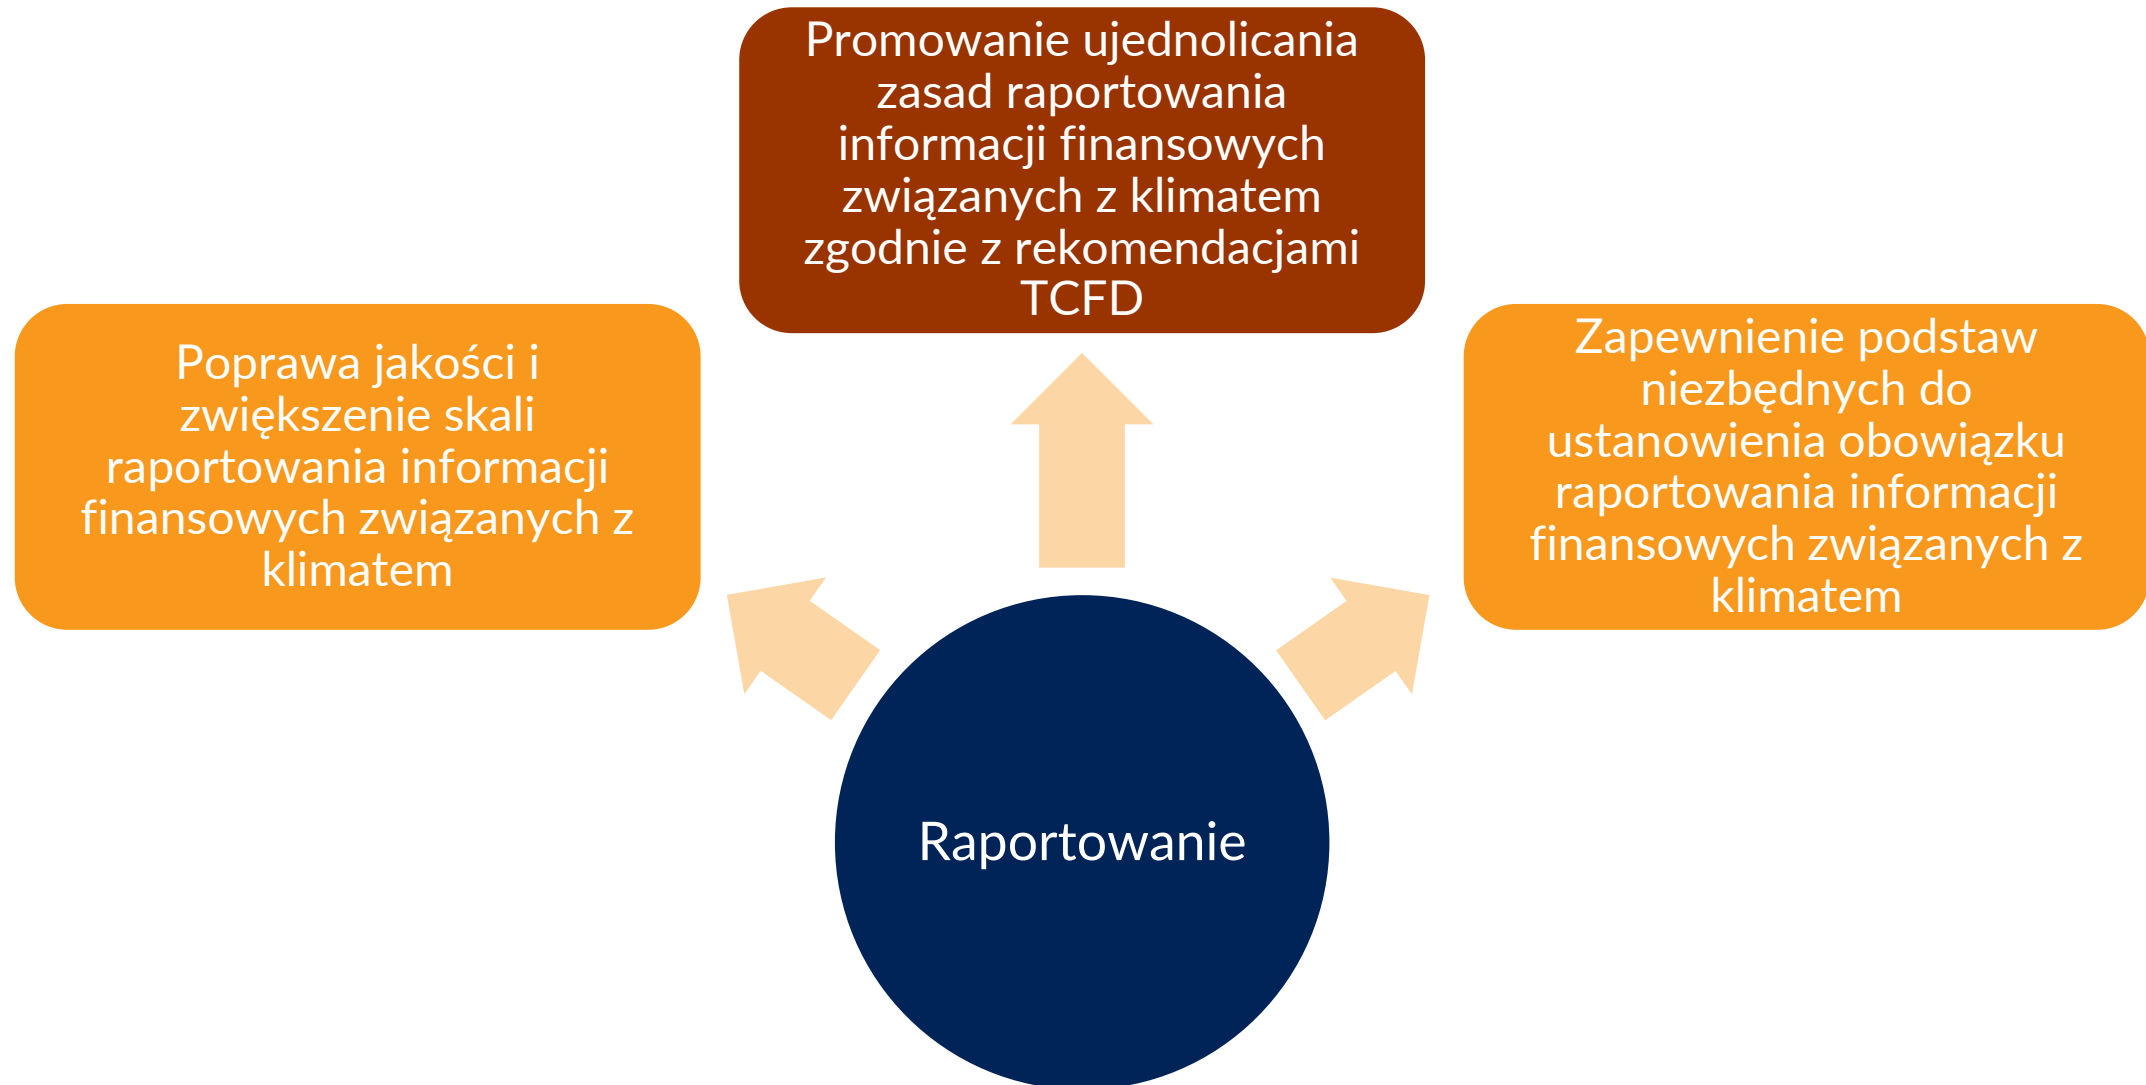 Promowanie ujednolicania
zasad raportowania
informacji finansowych
związanych z klimatem
zgodnie z rekomendacjami
TCFD
Poprawa jakości i
zwiększenie skali
raportowania informacji
finansowych związanych z
klimatem
Zapewnienie podstaw
niezbędnych do
ustanowienia obowiązku
raportowania informacji
finansowych związanych z
klimatem
Raportowanie